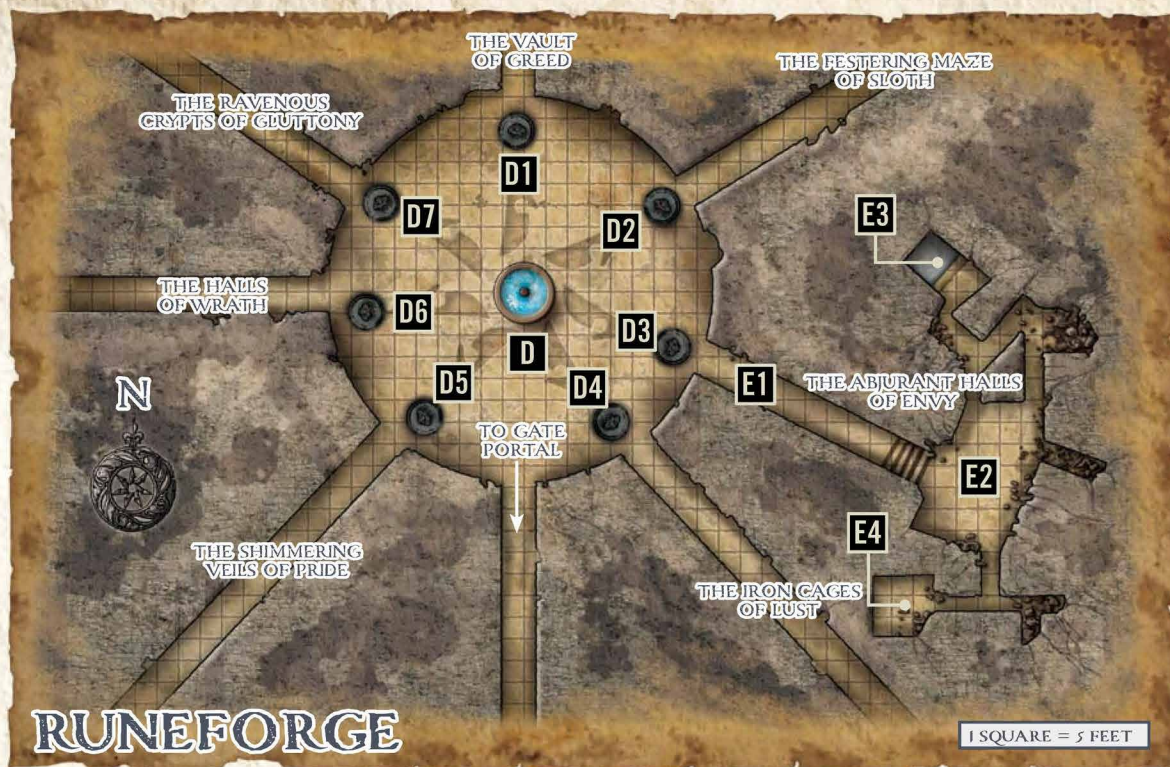 THE VAULT
OF GREED
THE FESTERING MAZE
OF SLOTH
THE RAVENOUS
CRYPTS OF GLUTTONY
D1
D7
D2
E3
THE HALLS
OF WRATH
D6
D3
D
D5
D4
E1
THE ABJURANT HALLS
OF ENVY
N
TO GATE
PORTAL
E2
E4
THE SHIMMERING
VEILS OF PRIDE
THE IRON CAGES
OF LUST
RUNEFORGE
1 SQUARE = 5 FEET